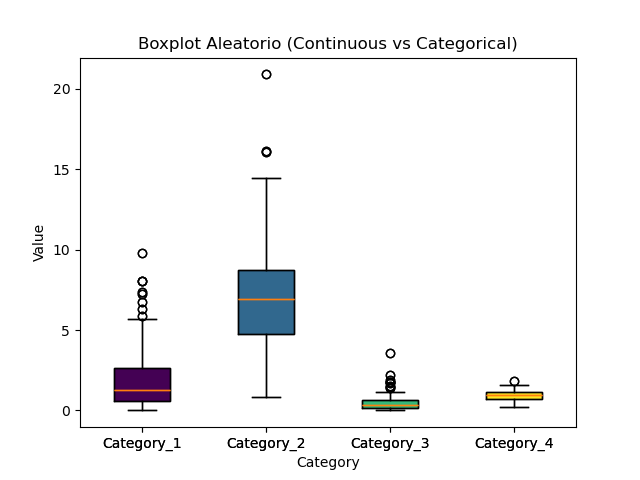 Boxplot Aleatorio (Continuous vs Categorical)
20
15
10
5
0
Value
Category_1 Category_2 Category_3 Category_4
Category